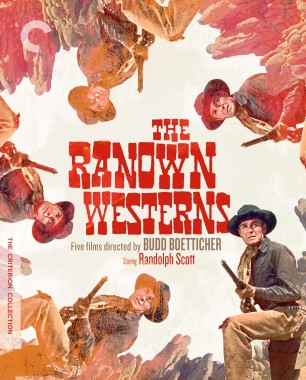 THE
RANOWN
WESTERNS
Five films directed by BUDD BOETTICHER
Starring Randolph Scott
THE CRITERION COLLECTION